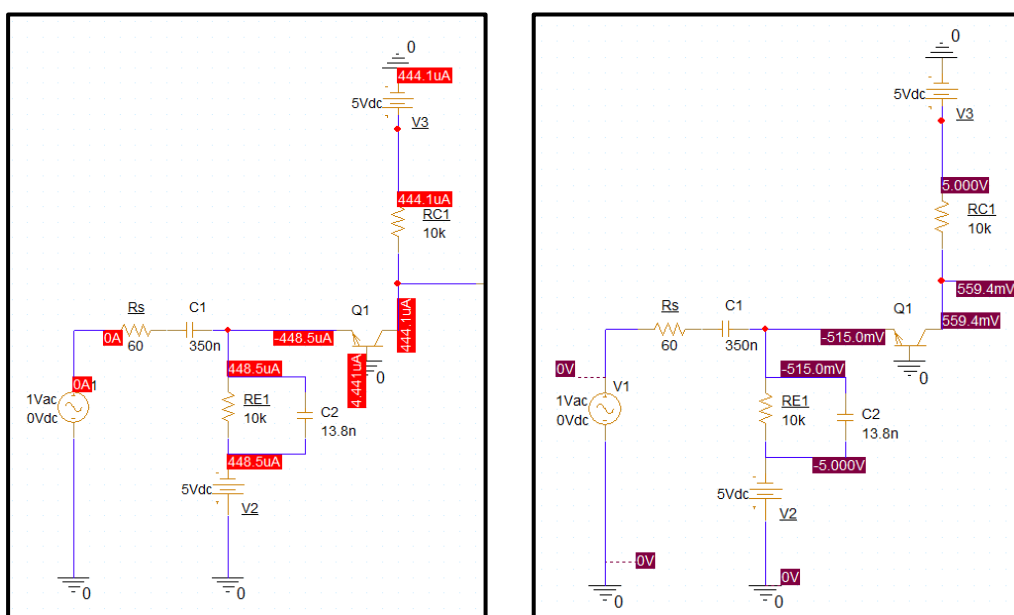 0
444.1uA
5Vdc
V3
444.1uA
RC1
10k
Rs
C1
Q1
0A
60
350n
-448.5uA
444.1uA
4.441uA
0
448.5uA
0A
1
1Vac
0Vdc
RE1
10k
C2
13.8n
448.5uA
5Vdc
V2
0
0
0
5Vdc
V3
5.000V
RC1
10k
559.4mV
Rs
C1
Q1
559.4mV
60
350n
-515.0mV
0
0V
-515.0mV
V1
1Vac
0Vdc
RE1
10k
C2
13.8n
-5.000V
5Vdc
V2
0V
0V
0
0